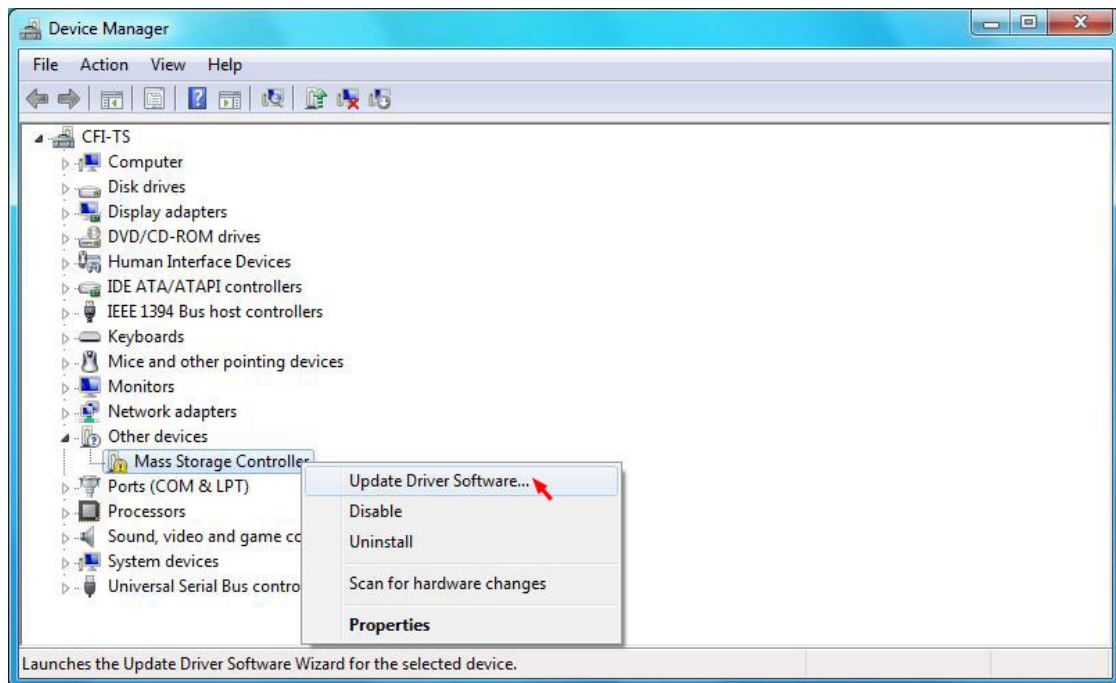 Device Manager
File Action View Help
CFI-TS
Computer
Disk drives
Display adapters
DVD/CD-ROM drives
Human Interface Devices
IDE ATA/ATAPI controllers
IEEE 1394 Bus host controllers
Keyboards
Mice and other pointing devices
Monitors
Network adapters
Other devices
Mass Storage Controller
Ports (COM & LPT)
Processors
Sound, video and game co
System devices
Universal Serial Bus contro
Update Driver Software...
Disable
Uninstall
Scan for hardware changes
Properties
Launches the Update Driver Software Wizard for the selected device.